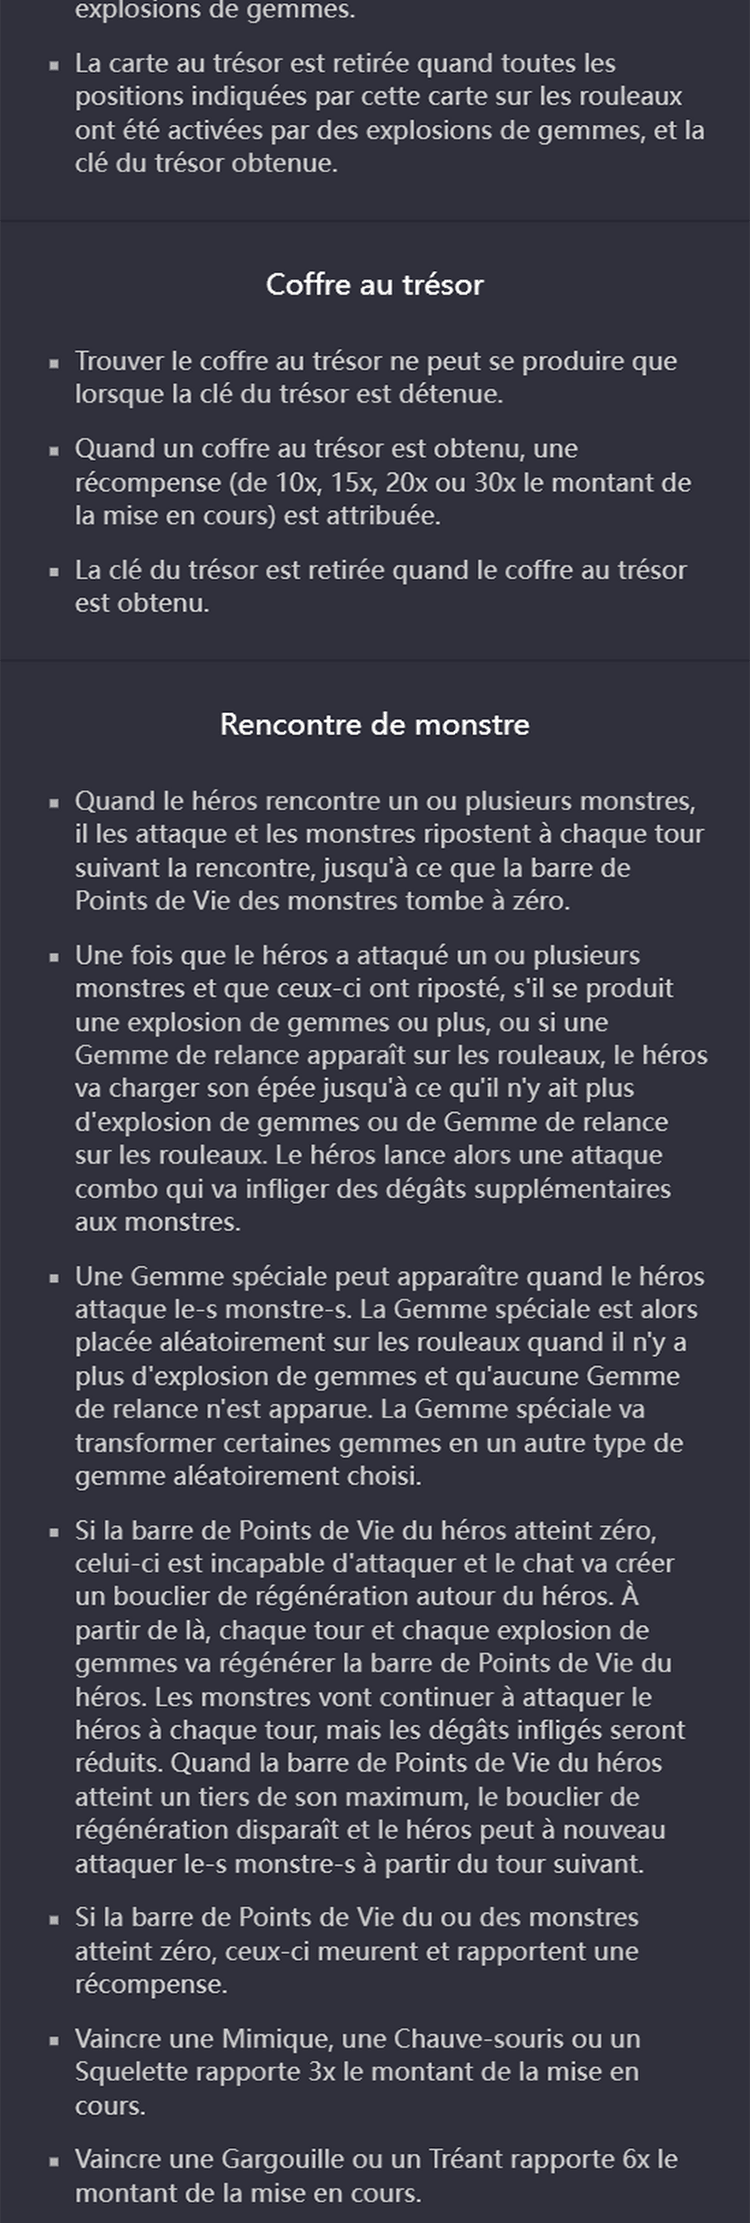 explosions de gemmes.
▪ La carte au trésor est retirée quand toutes les
positions indiquées par cette carte sur les rouleaux
ont été activées par des explosions de gemmes, et la
clé du trésor obtenue.
Coffre au trésor
▪ Trouver le coffre au trésor ne peut se produire que
lorsque la clé du trésor est détenue.
▪ Quand un coffre au trésor est obtenu, une
récompense (de 10x, 15x, 20x ou 30x le montant de
la mise en cours) est attribuée.
▪ La clé du trésor est retirée quand le coffre au trésor
est obtenu.
Rencontre de monstre
▪ Quand le héros rencontre un ou plusieurs monstres,
il les attaque et les monstres ripostent à chaque tour
suivant la rencontre, jusqu'à ce que la barre de
Points de Vie des monstres tombe à zéro.
▪ Une fois que le héros a attaqué un ou plusieurs
monstres et que ceux-ci ont riposté, s'il se produit
une explosion de gemmes ou plus, ou si une
Gemme de relance apparaît sur les rouleaux, le héros
va charger son épée jusqu'à ce qu'il n'y ait plus
d'explosion de gemmes ou de Gemme de relance
sur les rouleaux. Le héros lance alors une attaque
combo qui va infliger des dégâts supplémentaires
aux monstres.
▪ Une Gemme spéciale peut apparaître quand le héros
attaque le-s monstre-s. La Gemme spéciale est alors
placée aléatoirement sur les rouleaux quand il n'y a
plus d'explosion de gemmes et qu'aucune Gemme
de relance n'est apparue. La Gemme spéciale va
transformer certaines gemmes en un autre type de
gemme aléatoirement choisi.
▪ Si la barre de Points de Vie du héros atteint zéro,
celui-ci est incapable d'attaquer et le chat va créer
un bouclier de régénération autour du héros. À
partir de là, chaque tour et chaque explosion de
gemmes va régénérer la barre de Points de Vie du
héros. Les monstres vont continuer à attaquer le
héros à chaque tour, mais les dégâts infligés seront
réduits. Quand la barre de Points de Vie du héros
atteint un tiers de son maximum, le bouclier de
régénération disparaît et le héros peut à nouveau
attaquer le-s monstre-s à partir du tour suivant.
▪ Si la barre de Points de Vie du ou des monstres
atteint zéro, ceux-ci meurent et rapportent une
récompense.
▪ Vaincre une Mimique, une Chauve-souris ou un
Squelette rapporte 3x le montant de la mise en
cours.
▪ Vaincre une Gargouille ou un Tréant rapporte 6x le
montant de la mise en cours.